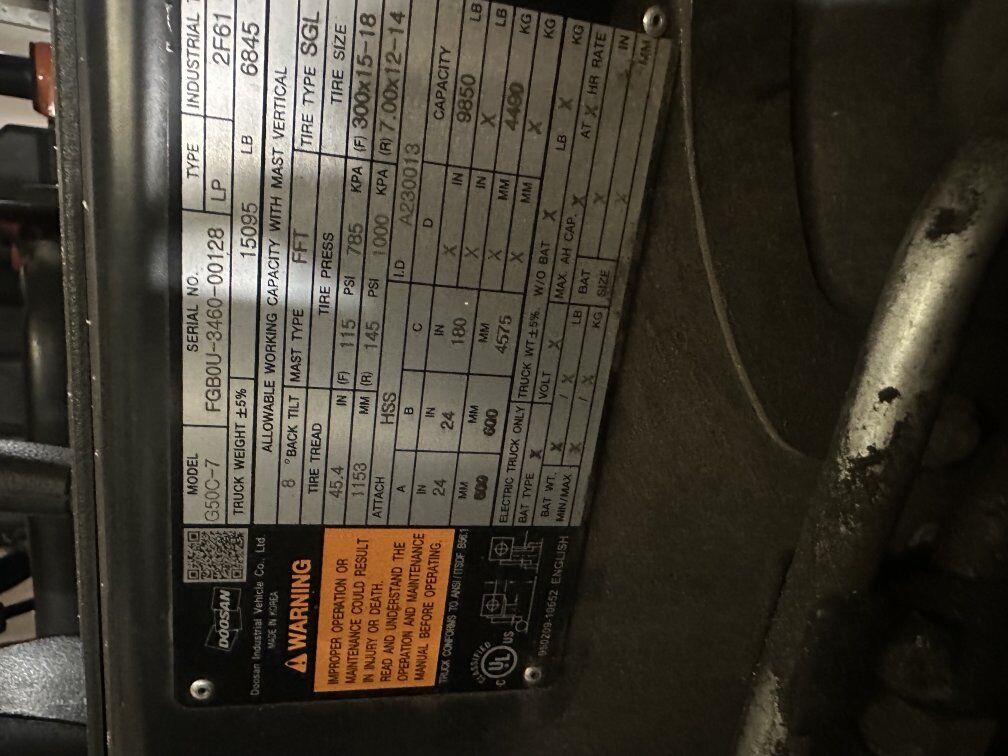 DOOSAN
Doosan Industrial Vehicle Co., Ltd.
MADE IN KOREA
WARNING
IMPROPER OPERATION OR
MAINTENANCE COULD RESULT
IN INJURY OR DEATH.
READ AND UNDERSTAND THE
OPERATION AND MAINTENANCE
MANUAL BEFORE OPERATING.
TRUCK CONFORMS TO ANSI / ITSDF B56.1
CLASSIFIED
C UL US
950209-10652 ENGLISH
MODEL SERIAL NO. TYPE INDUSTRIAL
G50C-7 FGB0U-3460-00128 LP 2F61
TRUCK WEIGHT ±5% 15095 LB 6845
ALLOWABLE WORKING CAPACITY WITH MAST VERTICAL
8 ° BACK TILT MAST TYPE FFT TIRE TYPE SGL
TIRE TREAD TIRE PRESS TIRE SIZE
45.4 IN (F) 115 PSI 785 KPA (F) 300x15-18
1153 MM (R) 145 PSI 1000 KPA (R) 7.00x12-14
ATTACH HSS I.D A230013
A B C D CAPACITY
IN IN IN X IN 9850 LB
24 24 180 X IN X LB
MM MM MM X MM 4490 KG
600 600 4575 X MM X KG
ELECTRIC TRUCK ONLY TRUCK WT ±5%. W/O BAT X LB X KG
BAT TYPE X VOLT X MAX. AH CAP. X AT X HR RATE
BAT WT. X / X LB BAT X X IN
MIN/MAX X / X KG SIZE X MM